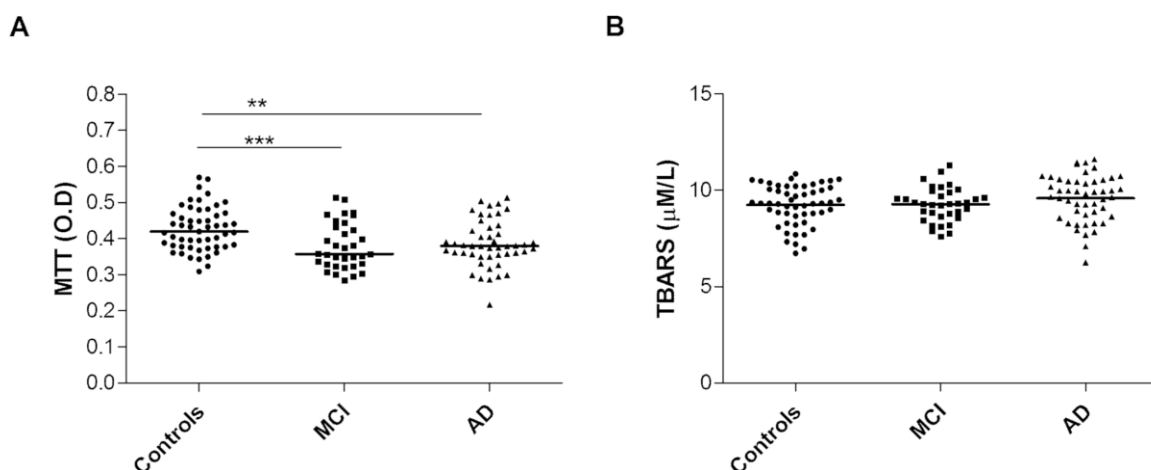 A
MTT (O.D)
0.8
0.7
0.6
0.5
0.4
0.3
0.2
0.1
0.0
**
***
Controls
MCI
AD
B
TBARS (μM/L)
15
10
5
0
Controls
MCI
AD